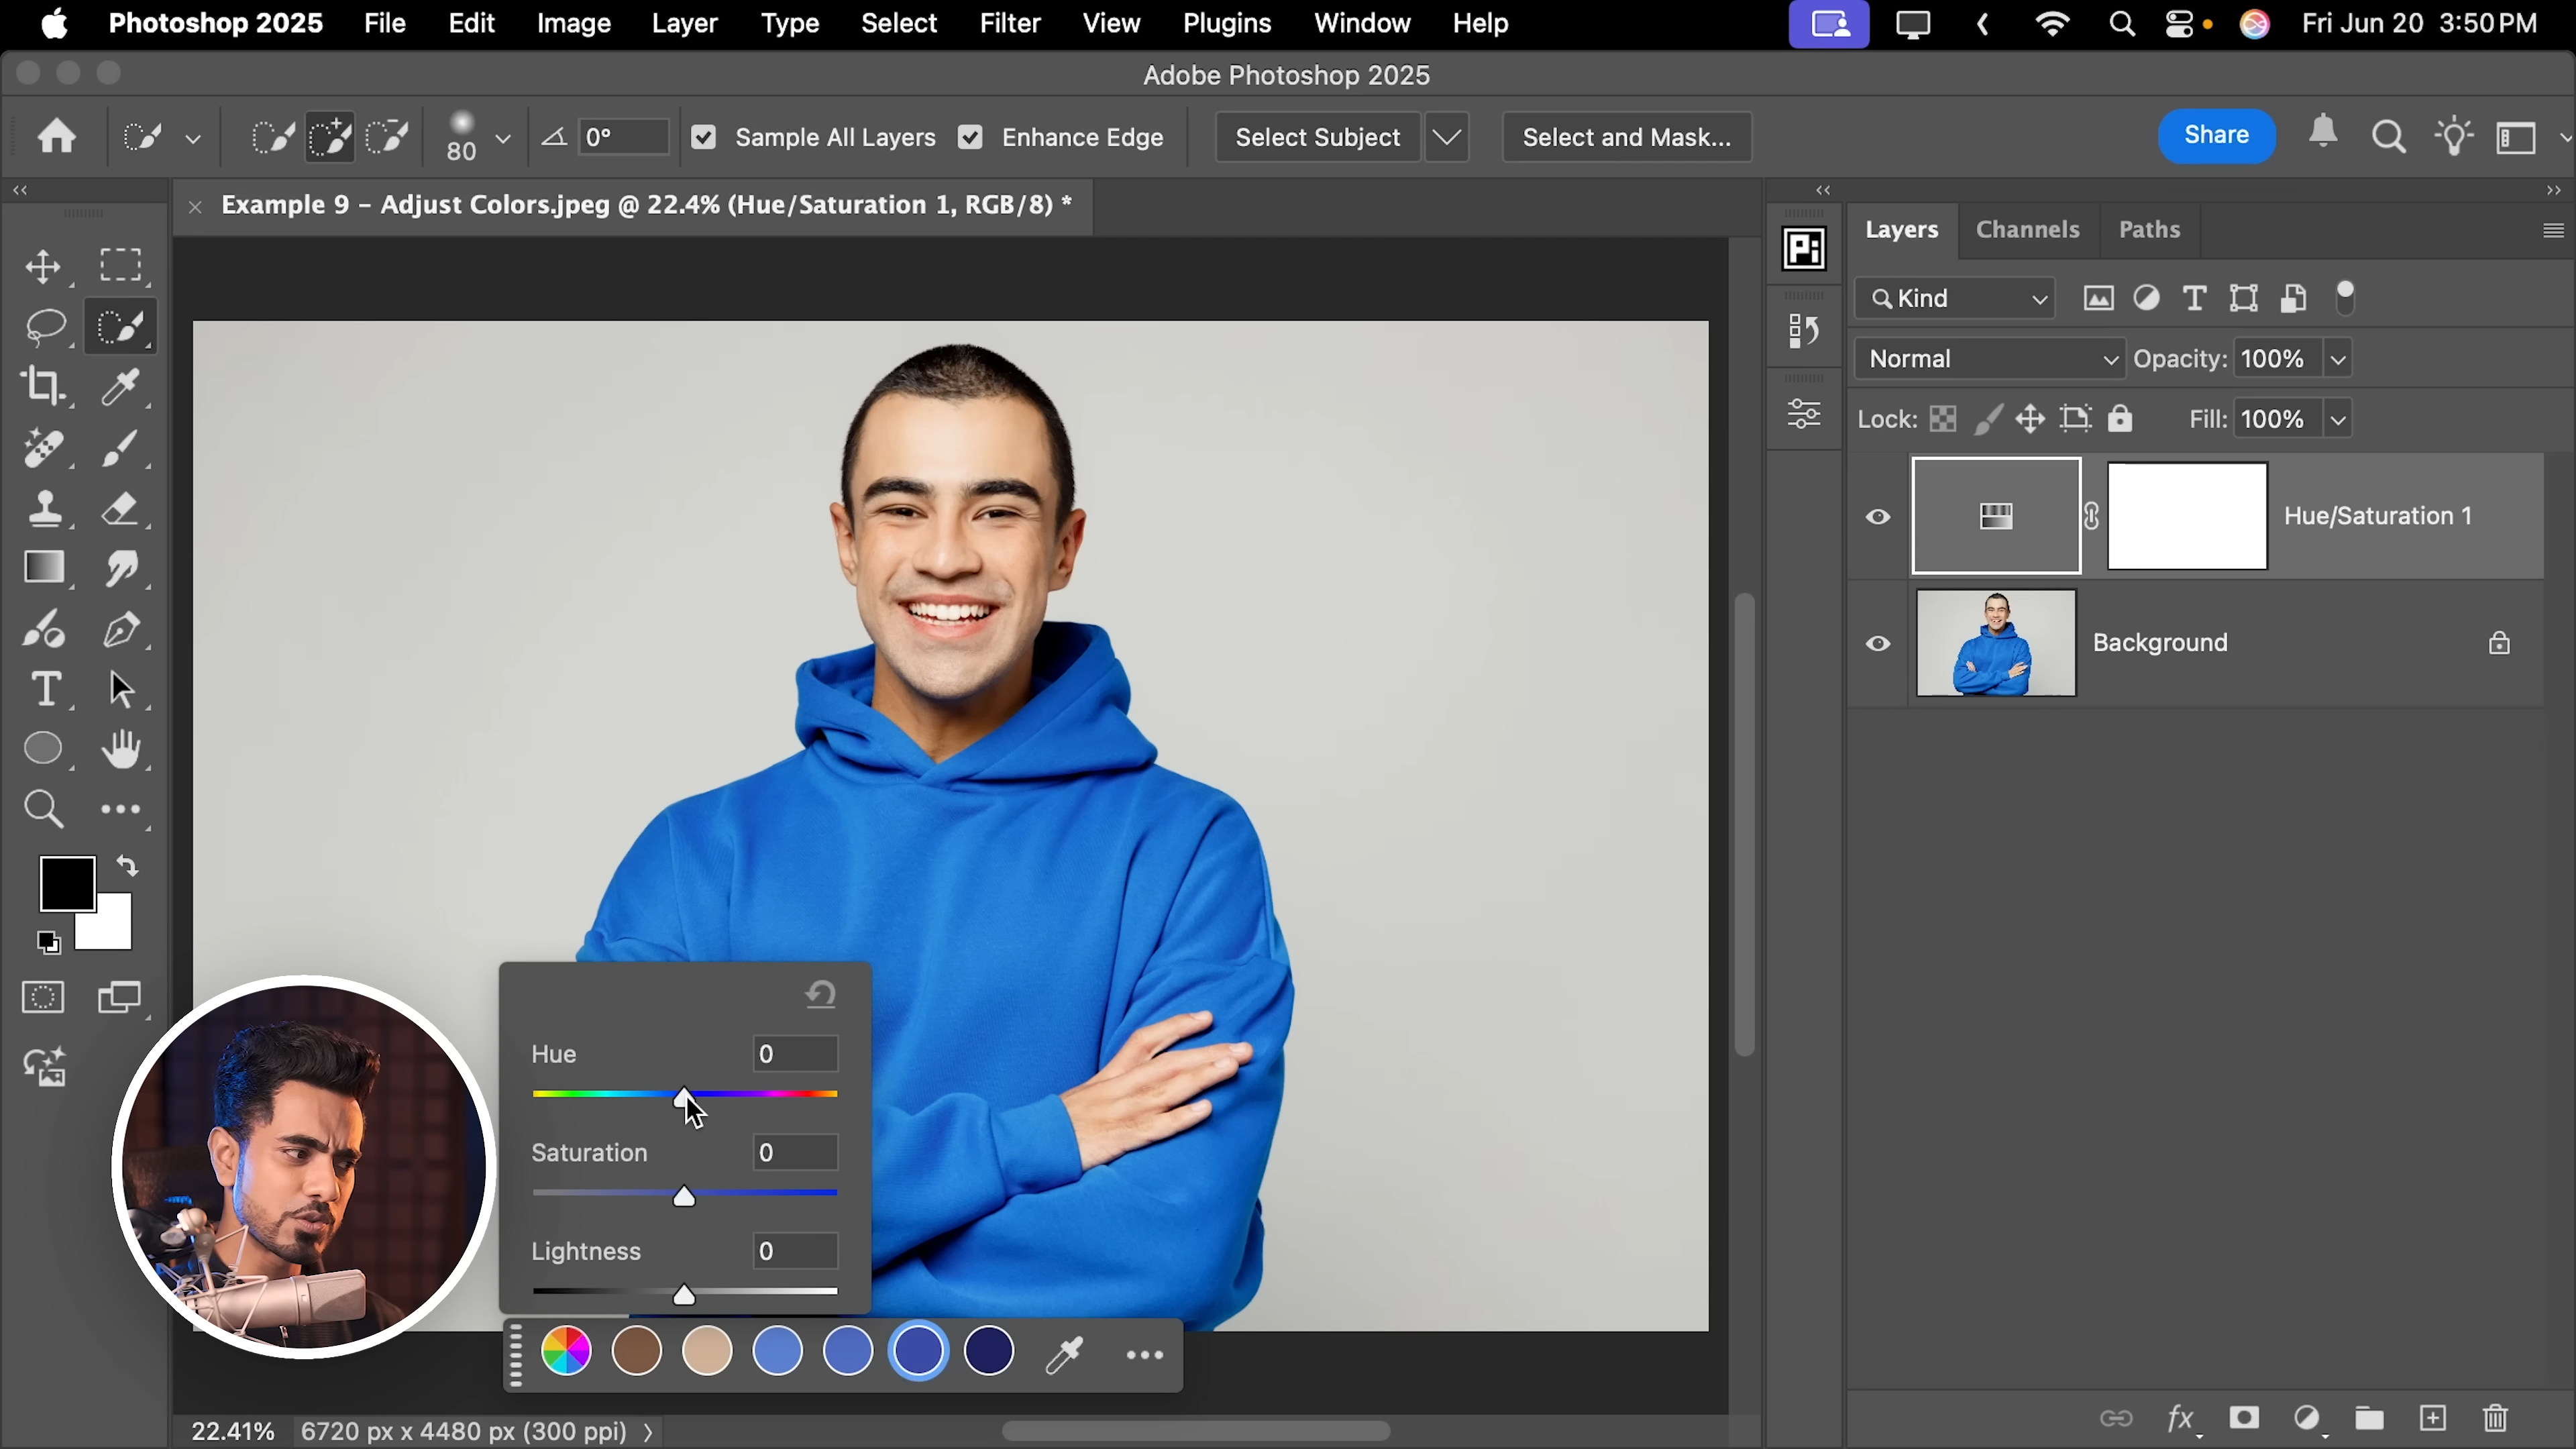 Photoshop 2025 File Edit Image Layer Type Select Filter View Plugins Window Help Fri Jun 20 3:50 PM
Adobe Photoshop 2025
80 0° Sample All Layers Enhance Edge Select Subject Select and Mask... Share
Example 9 – Adjust Colors.jpeg @ 22.4% (Hue/Saturation 1, RGB/8) *
Layers Channels Paths
Pi
Kind
Normal Opacity: 100%
Lock: Fill: 100%
Hue/Saturation 1
Background
Hue 0
Saturation 0
Lightness 0
fx
22.41% 6720 px x 4480 px (300 ppi)